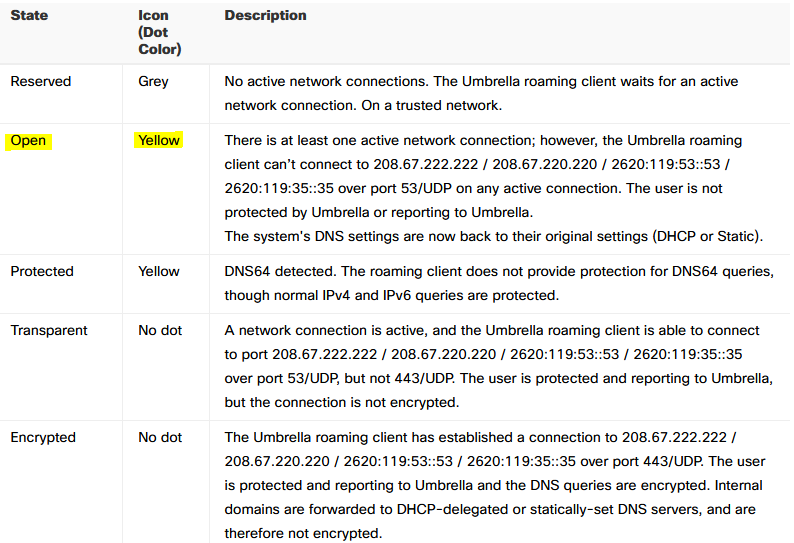 State Icon (Dot Color) Description
Reserved Grey No active network connections. The Umbrella roaming client waits for an active
network connection. On a trusted network.
Open Yellow There is at least one active network connection; however, the Umbrella roaming
client can't connect to 208.67.222.222 / 208.67.220.220 / 2620:119:53::53 /
2620:119:35::35 over port 53/UDP on any active connection. The user is not
protected by Umbrella or reporting to Umbrella.
The system's DNS settings are now back to their original settings (DHCP or Static).
Protected Yellow DNS64 detected. The roaming client does not provide protection for DNS64 queries,
though normal IPv4 and IPv6 queries are protected.
Transparent No dot A network connection is active, and the Umbrella roaming client is able to connect
to port 208.67.222.222 / 208.67.220.220 / 2620:119:53::53 / 2620:119:35::35
over port 53/UDP, but not 443/UDP. The user is protected and reporting to Umbrella,
but the connection is not encrypted.
Encrypted No dot The Umbrella roaming client has established a connection to 208.67.222.222 /
208.67.220.220 / 2620:119:53::53 / 2620:119:35::35 over port 443/UDP. The user
is protected and reporting to Umbrella and the DNS queries are encrypted. Internal
domains are forwarded to DHCP-delegated or statically-set DNS servers, and are
therefore not encrypted.